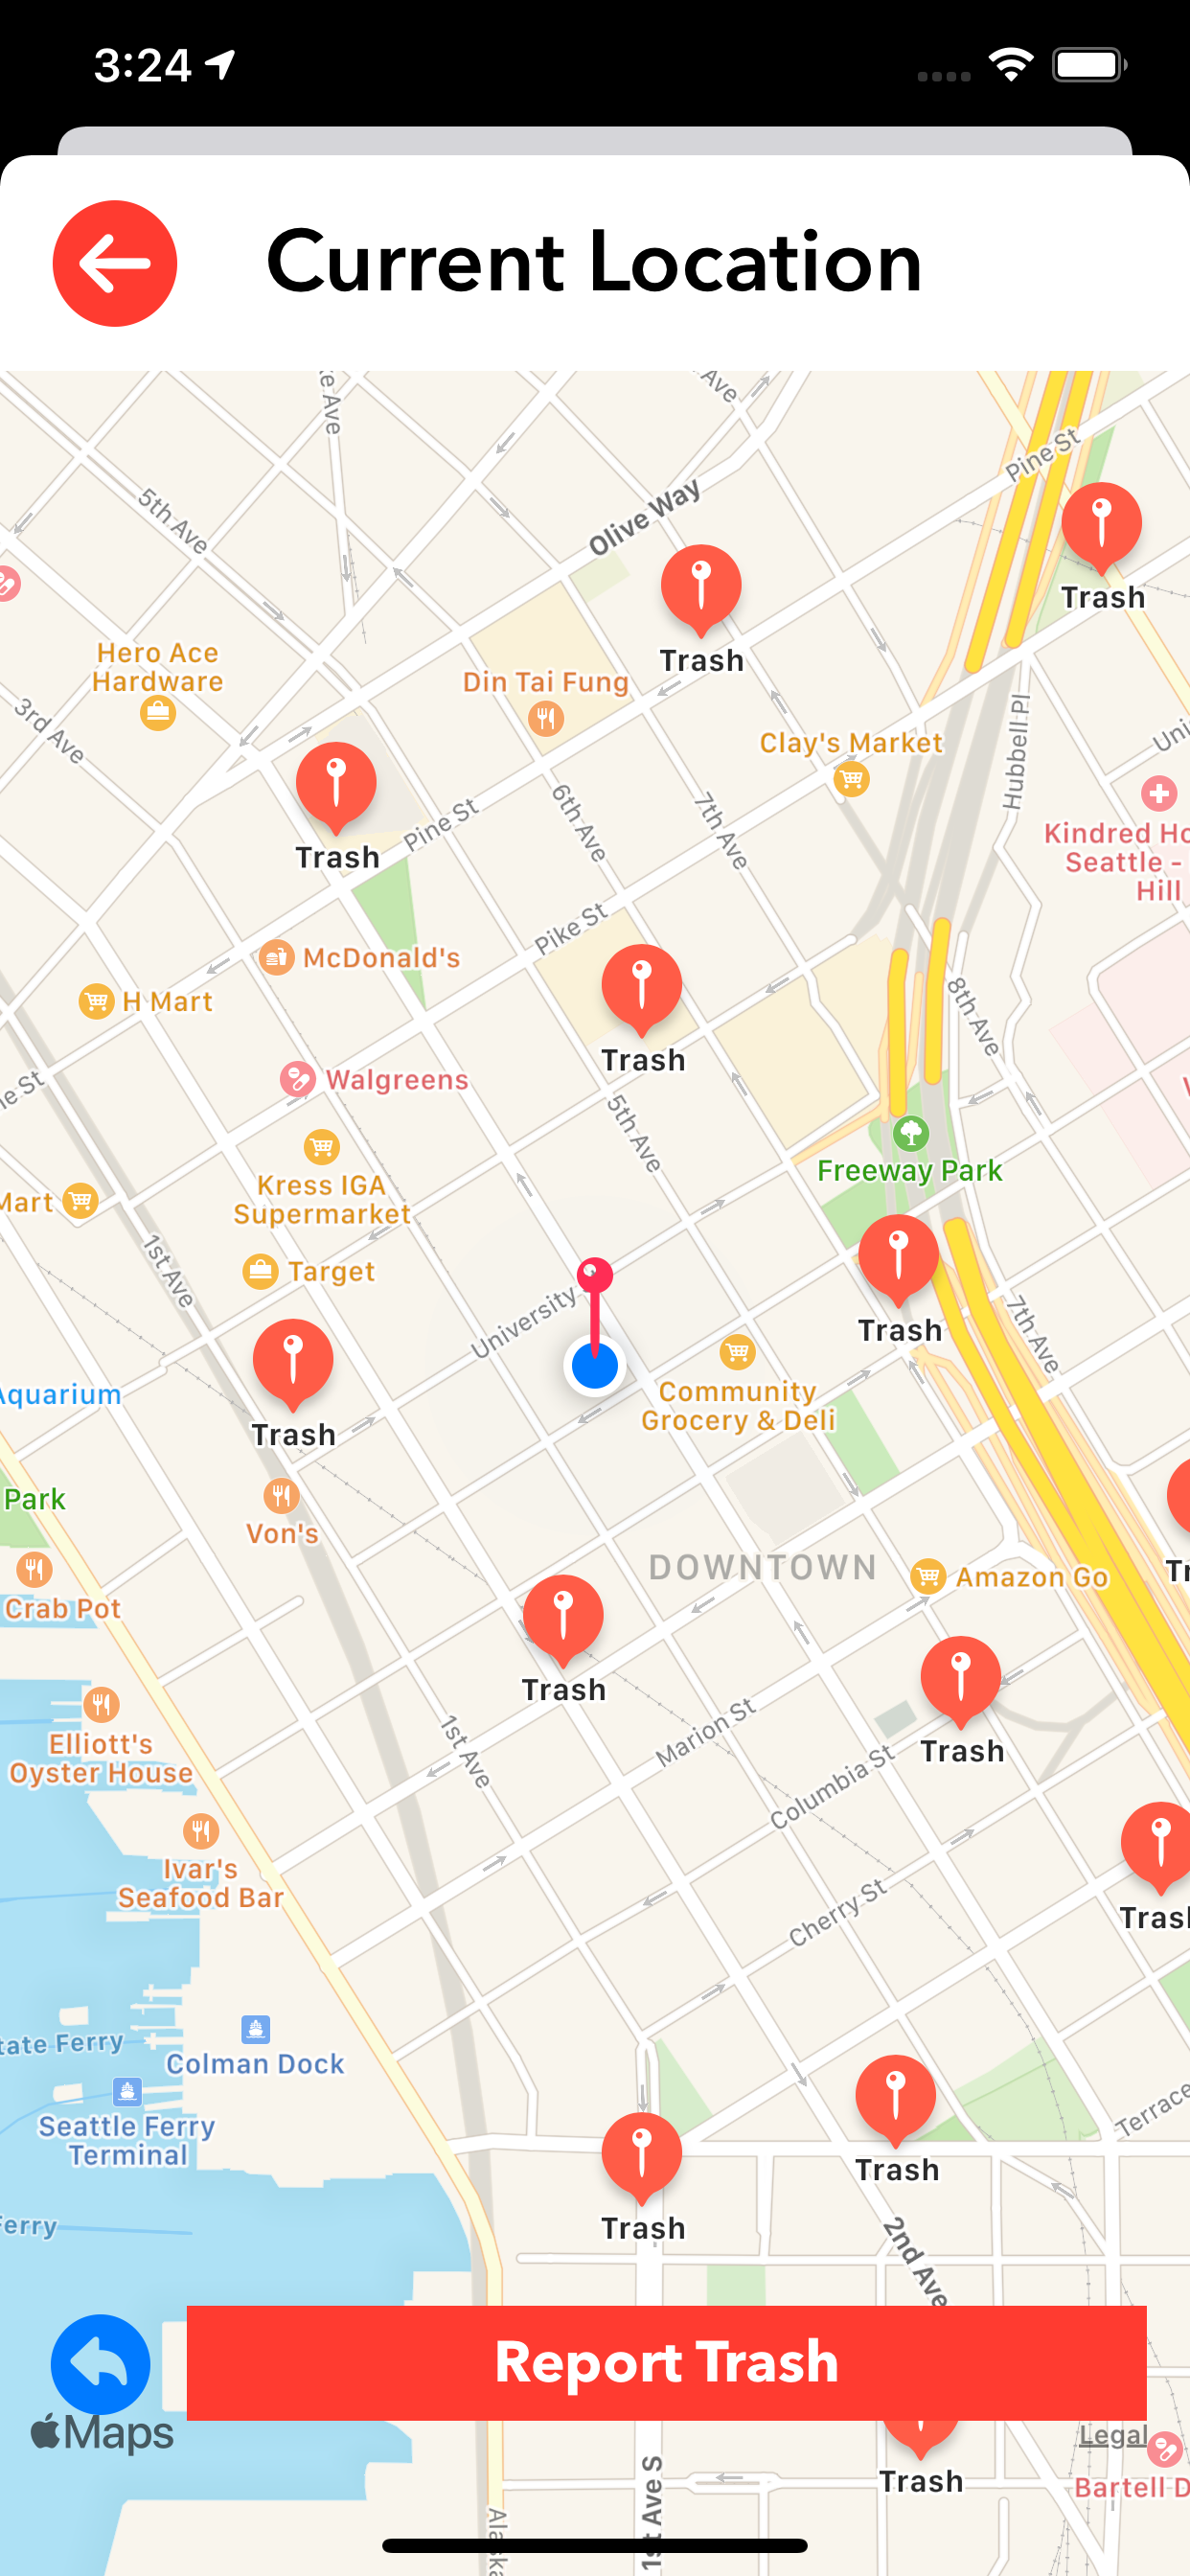 3:24
Current Location
Ave
5th Ave
Olive Way
Pine St
Trash
Trash
Hero Ace
Hardware
3rd Ave
Din Tai Fung
Clay's Market
Hubbell Pl
Trash
Pine St
6th Ave
7th Ave
Kindred Ho
Seattle -
Hill
Pike St
McDonald's
H Mart
8th Ave
Trash
Walgreens
5th Ave
Freeway Park
Kress IGA
Supermarket
Mart
1st Ave
Target
University
Trash
7th Ave
Aquarium
Trash
Community
Grocery & Deli
Park
Von's
DOWNTOWN
Amazon Go
Crab Pot
Trash
Marion St
Elliott's
Oyster House
1st Ave
Trash
Columbia St
Ivar's
Seafood Bar
Cherry St
Trash
Colman Dock
Seattle Ferry
Terminal
Terrace
Trash
Trash
Ferry
2nd Ave
Report Trash
Maps
Legal
Trash
Bartell D
1st Ave S